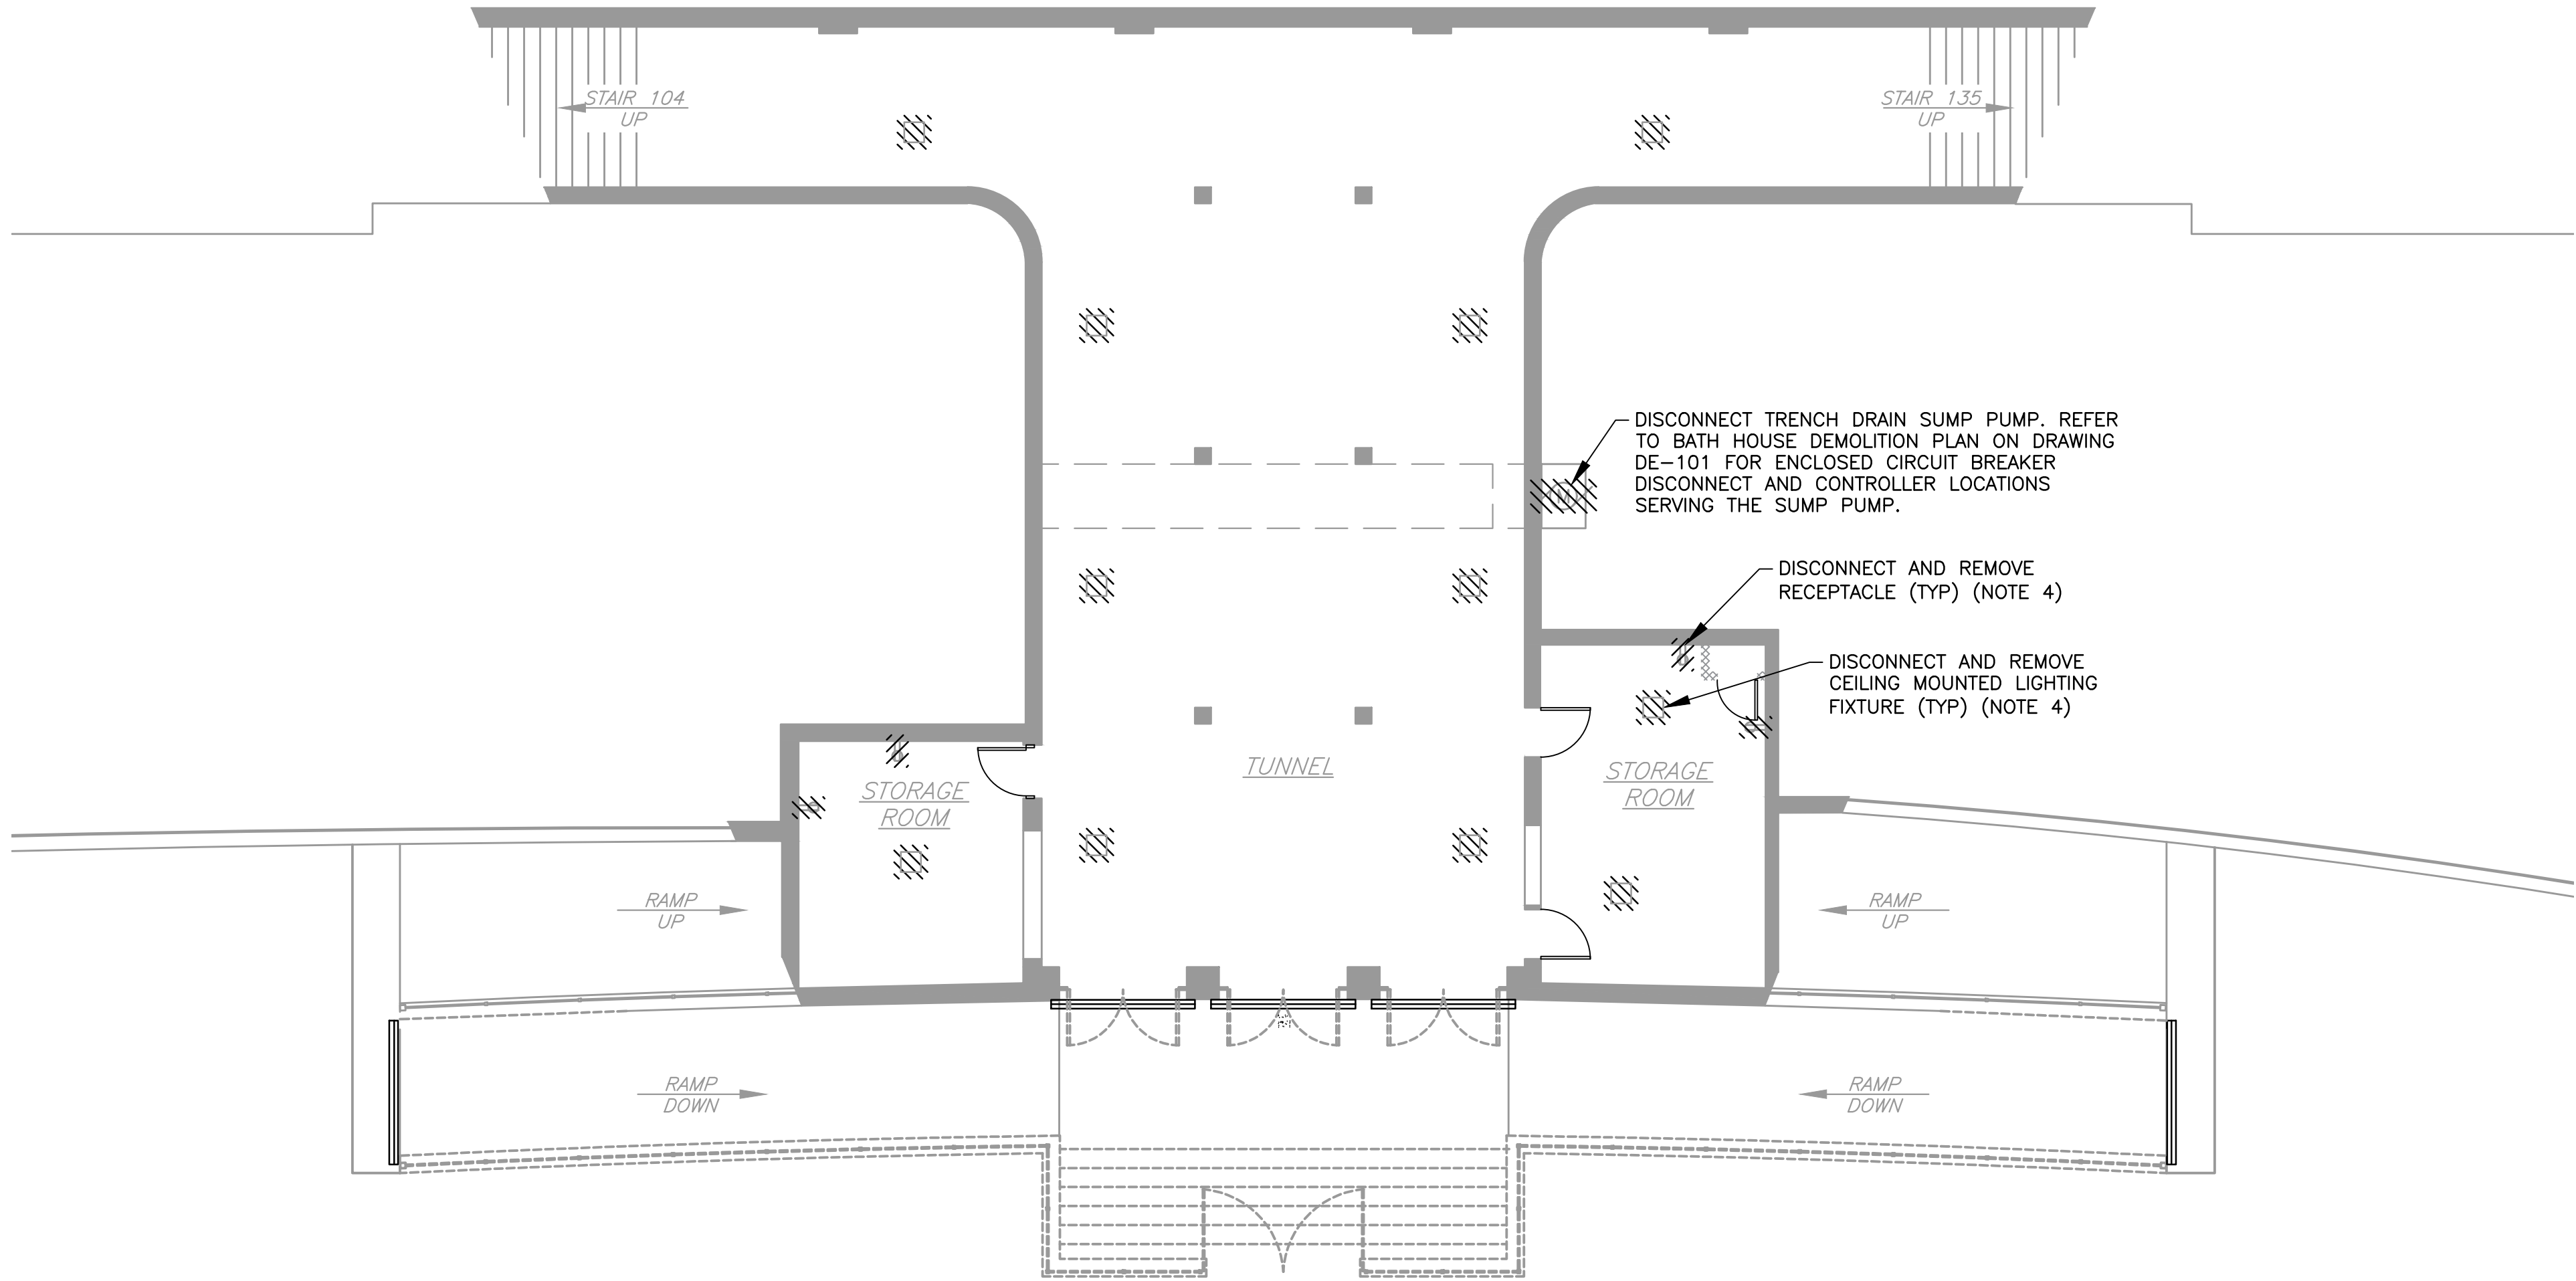 STAIR 104
UP
STAIR 135
UP
DISCONNECT TRENCH DRAIN SUMP PUMP. REFER
TO BATH HOUSE DEMOLITION PLAN ON DRAWING
DE-101 FOR ENCLOSED CIRCUIT BREAKER
DISCONNECT AND CONTROLLER LOCATIONS
SERVING THE SUMP PUMP.
M
DISCONNECT AND REMOVE
RECEPTACLE (TYP) (NOTE 4)
DISCONNECT AND REMOVE
CEILING MOUNTED LIGHTING
FIXTURE (TYP) (NOTE 4)
STORAGE
ROOM
TUNNEL
STORAGE
ROOM
RAMP
UP
RAMP
UP
RAMP
DOWN
RAMP
DOWN